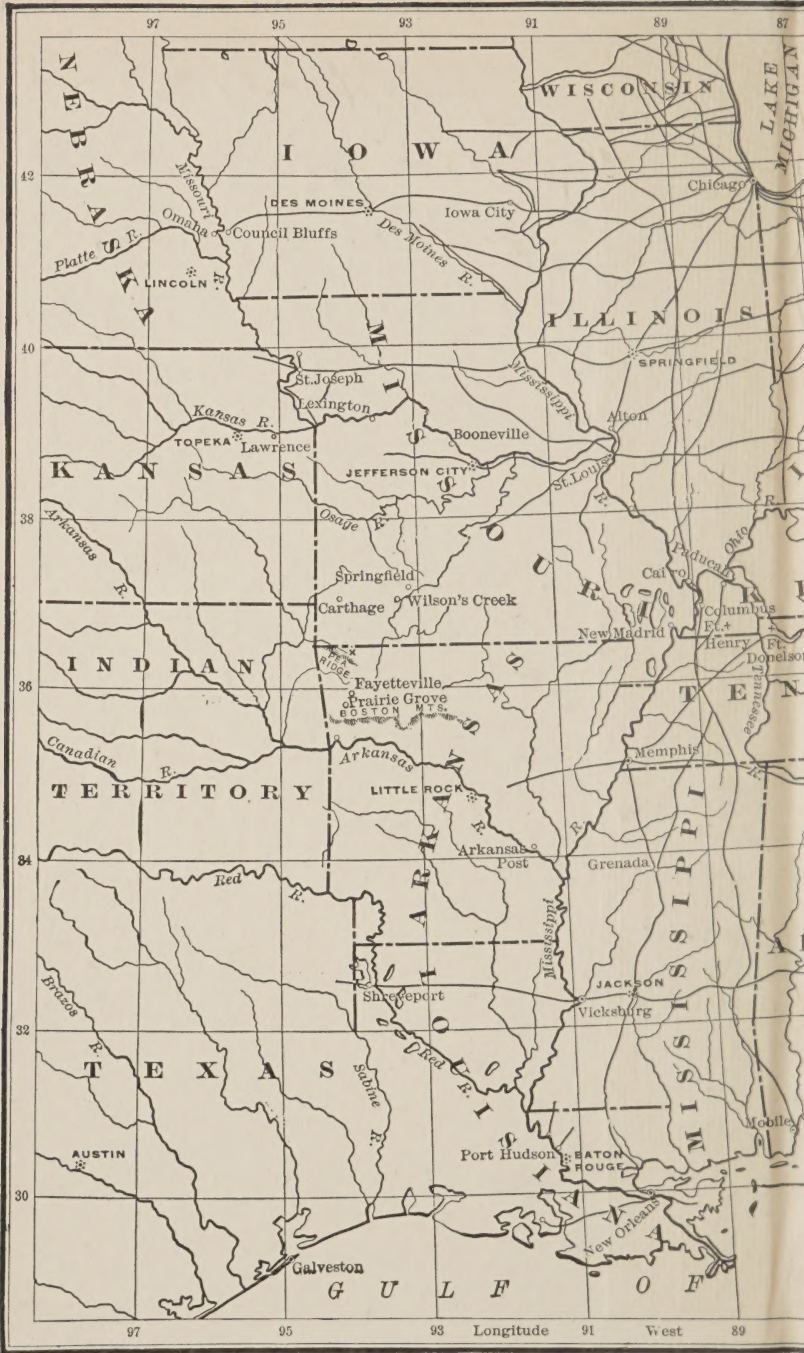 97 95 93 91 89 87
NEBRASKA
IOWA
WISCONSIN
LAKE
MICHIGAN
42
Chicago
Missouri
R.
DES MOINES
Iowa City
Omaha
Council Bluffs
Des Moines
R.
Platte R.
LINCOLN
ILLINOIS
40
SPRINGFIELD
MISSOURI
St. Joseph
Mississippi
Lexington
Alton
Kansas R.
Booneville
TOPEKA
Lawrence
KANSAS
JEFFERSON CITY
St. Louis
R.
I
38
Arkansas
R.
Osage R.
R.
Ohio
Paducah
Springfield
Cairo
K
Carthage
Wilson's Creek
Columbus
Ft.
Henry
New Madrid
Ft.
Donelson
INDIAN
PEA
RIDGE
36
Fayetteville
Prairie Grove
BOSTON MTS.
TEN
Tennessee
R.
Canadian
R.
Arkansas
R.
Memphis
TERRITORY
LITTLE ROCK
ARKANSAS
Arkansas
Post
R.
34
Grenada
Red
R.
Mississippi
MISSISSIPPI
A
Shreveport
JACKSON
Vicksburg
32
Brazos
R.
TEXAS
Sabine
R.
Red R.
LOUISIANA
Mobile
Port Hudson
BATON
ROUGE
AUSTIN
30
New Orleans
Galveston
GULF OF
97 95 93 Longitude 91 West 89